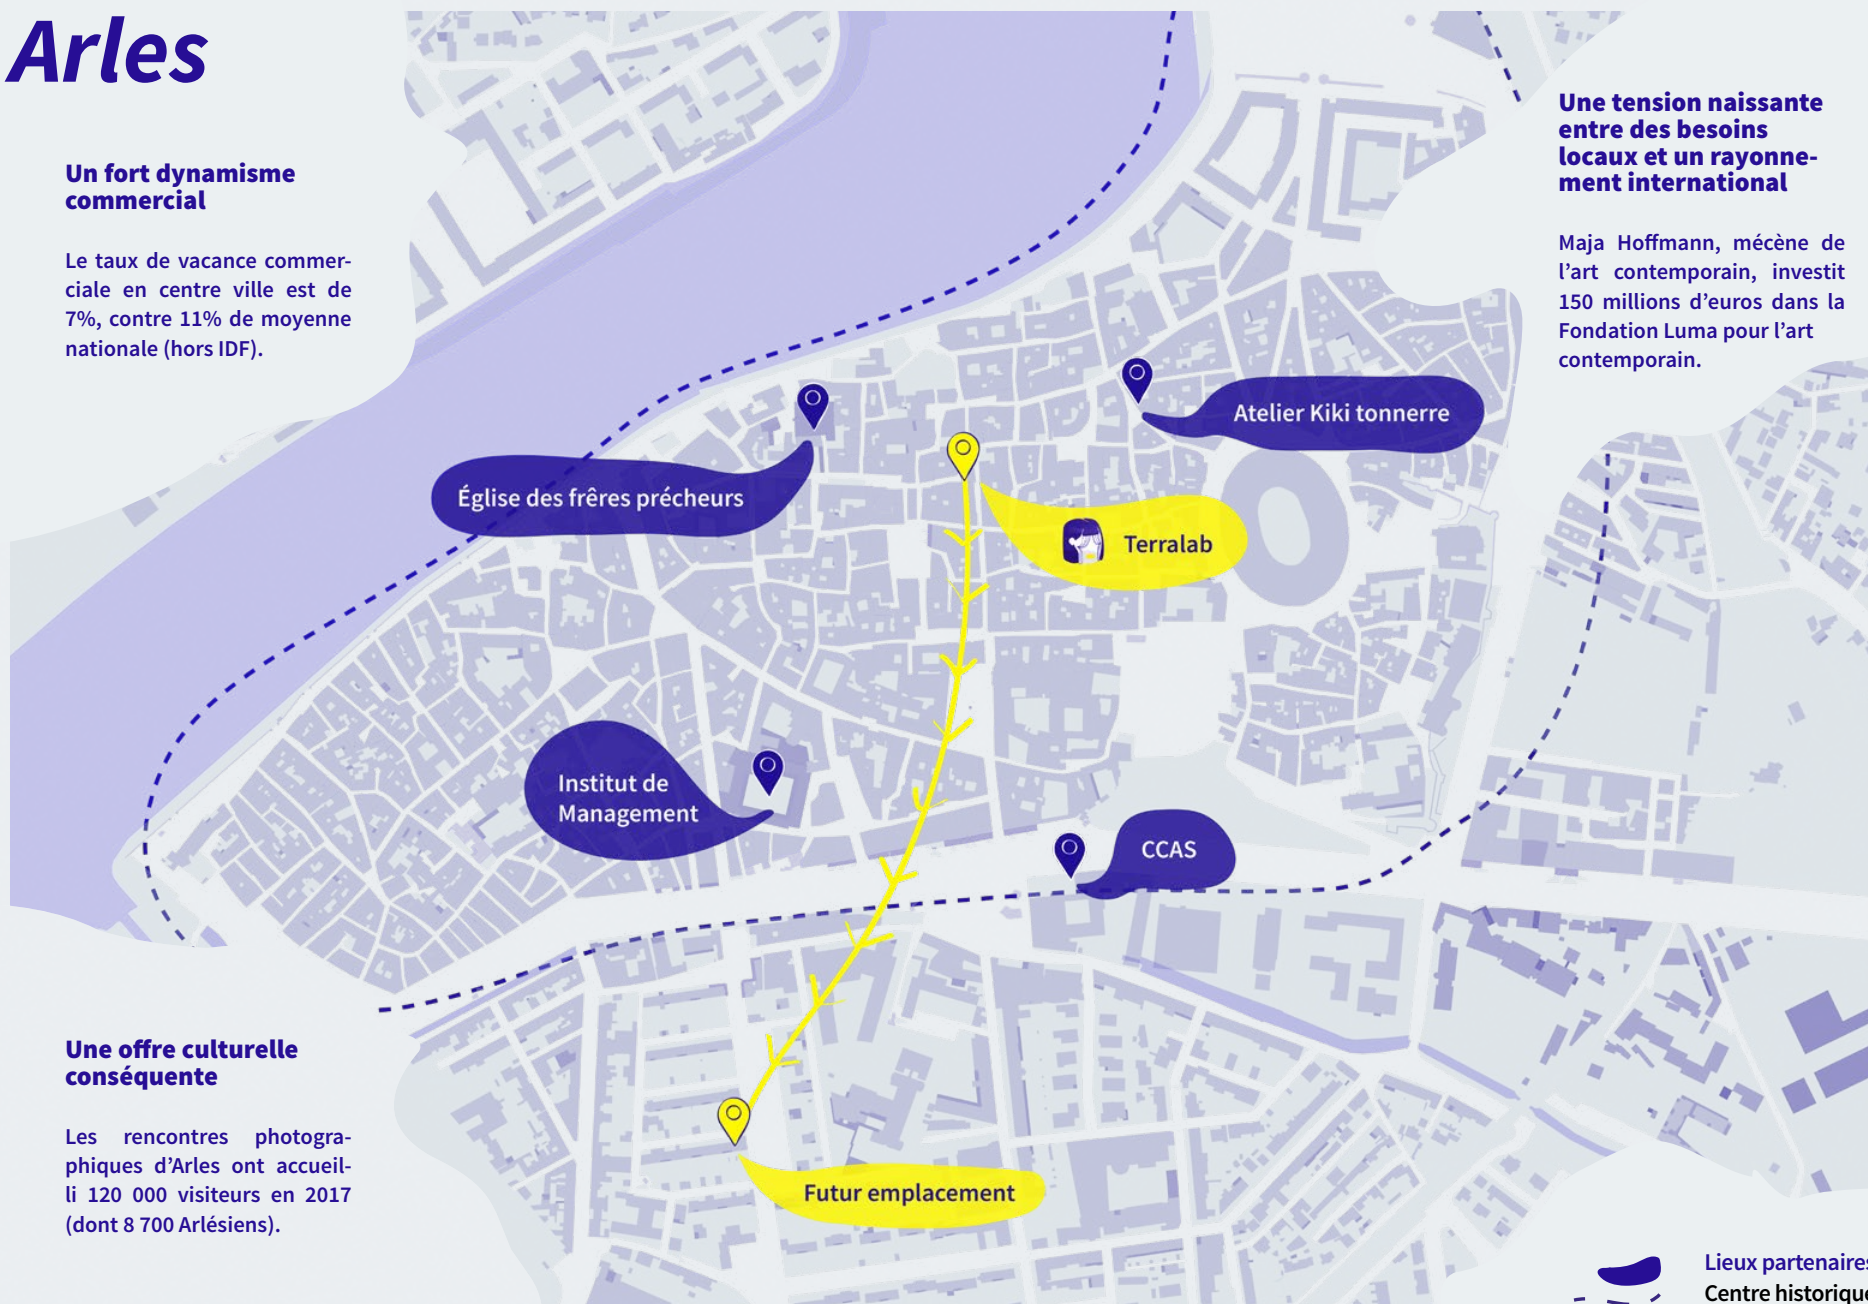 Arles
Un fort dynamisme
commercial
Le taux de vacance commer-
ciale en centre ville est de
7%, contre 11% de moyenne
nationale (hors IDF).
Une tension naissante
entre des besoins
locaux et un rayonne-
ment international
Maja Hoffmann, mécène de
l’art contemporain, investit
150 millions d’euros dans la
Fondation Luma pour l’art
contemporain.
Atelier Kiki tonnerre
Église des frêres précheurs
Terralab
Institut de
Management
CCAS
Une offre culturelle
conséquente
Les rencontres photogra-
phiques d’Arles ont accueil-
li 120 000 visiteurs en 2017
(dont 8 700 Arlésiens).
Futur emplacement
Lieux partenaires
Centre historique